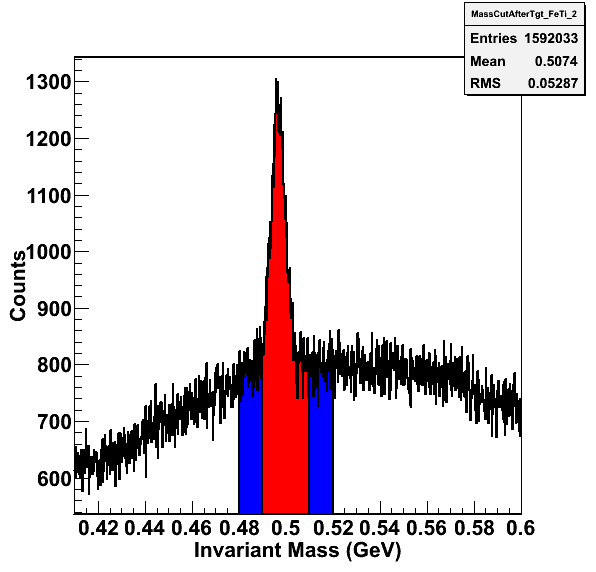 MassCutAfterTgt_FeTi_2
Entries 1592033
Mean 0.5074
RMS 0.05287
1300
1200
1100
1000
900
800
700
600
Counts
0.42 0.44 0.46 0.48 0.5 0.52 0.54 0.56 0.58 0.6
Invariant Mass (GeV)